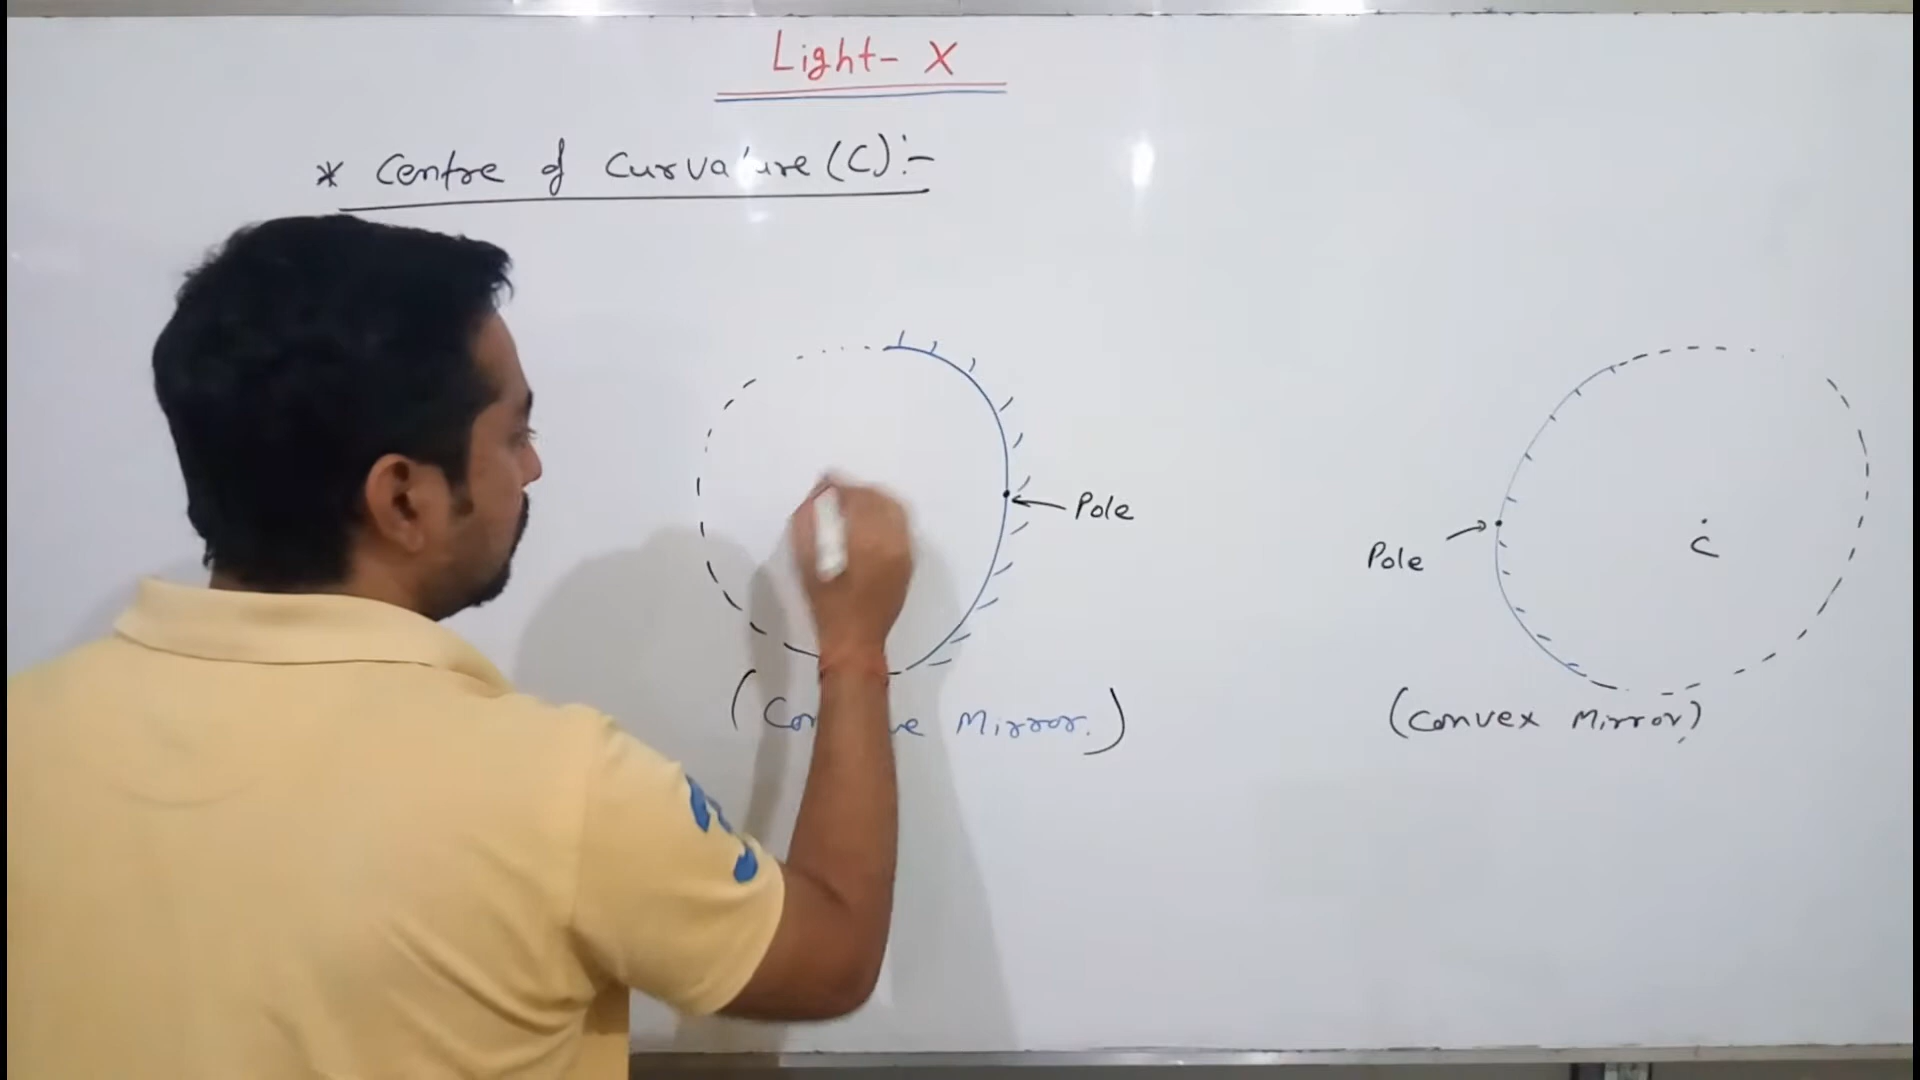 Light- X
* Centre of Curvature (C):-
Pole
Pole
C
Mirror.)
(Convex Mirror)